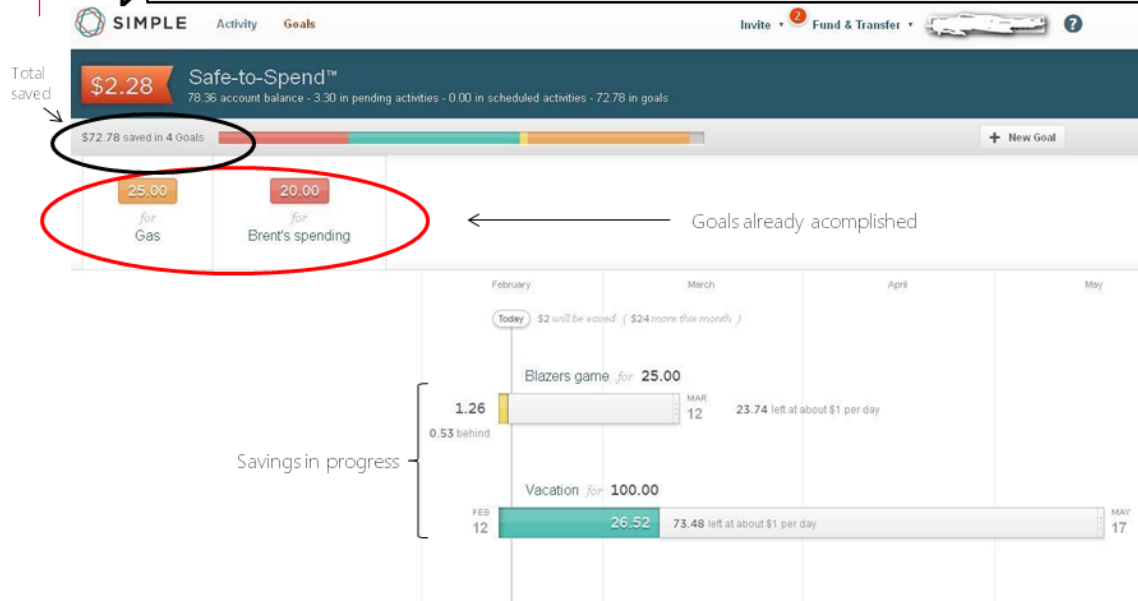 SIMPLE Activity Goals Invite 2 Fund & Transfer ?
Total
saved
$2.28 Safe-to-Spend™
78.36 account balance - 3.30 in pending activities - 0.00 in scheduled activities - 72.78 in goals
$72.78 saved in 4 Goals + New Goal
25.00 20.00
for for
Gas Brent's spending
Goals already acomplished
February March April May
Today $2 will be saved ( $24 more this month )
Blazers game for 25.00
1.26 MAR
12 23.74 left at about $1 per day
0.53 behind
Savings in progress
Vacation for 100.00
FEB
12 26.52 73.48 left at about $1 per day MAY
17